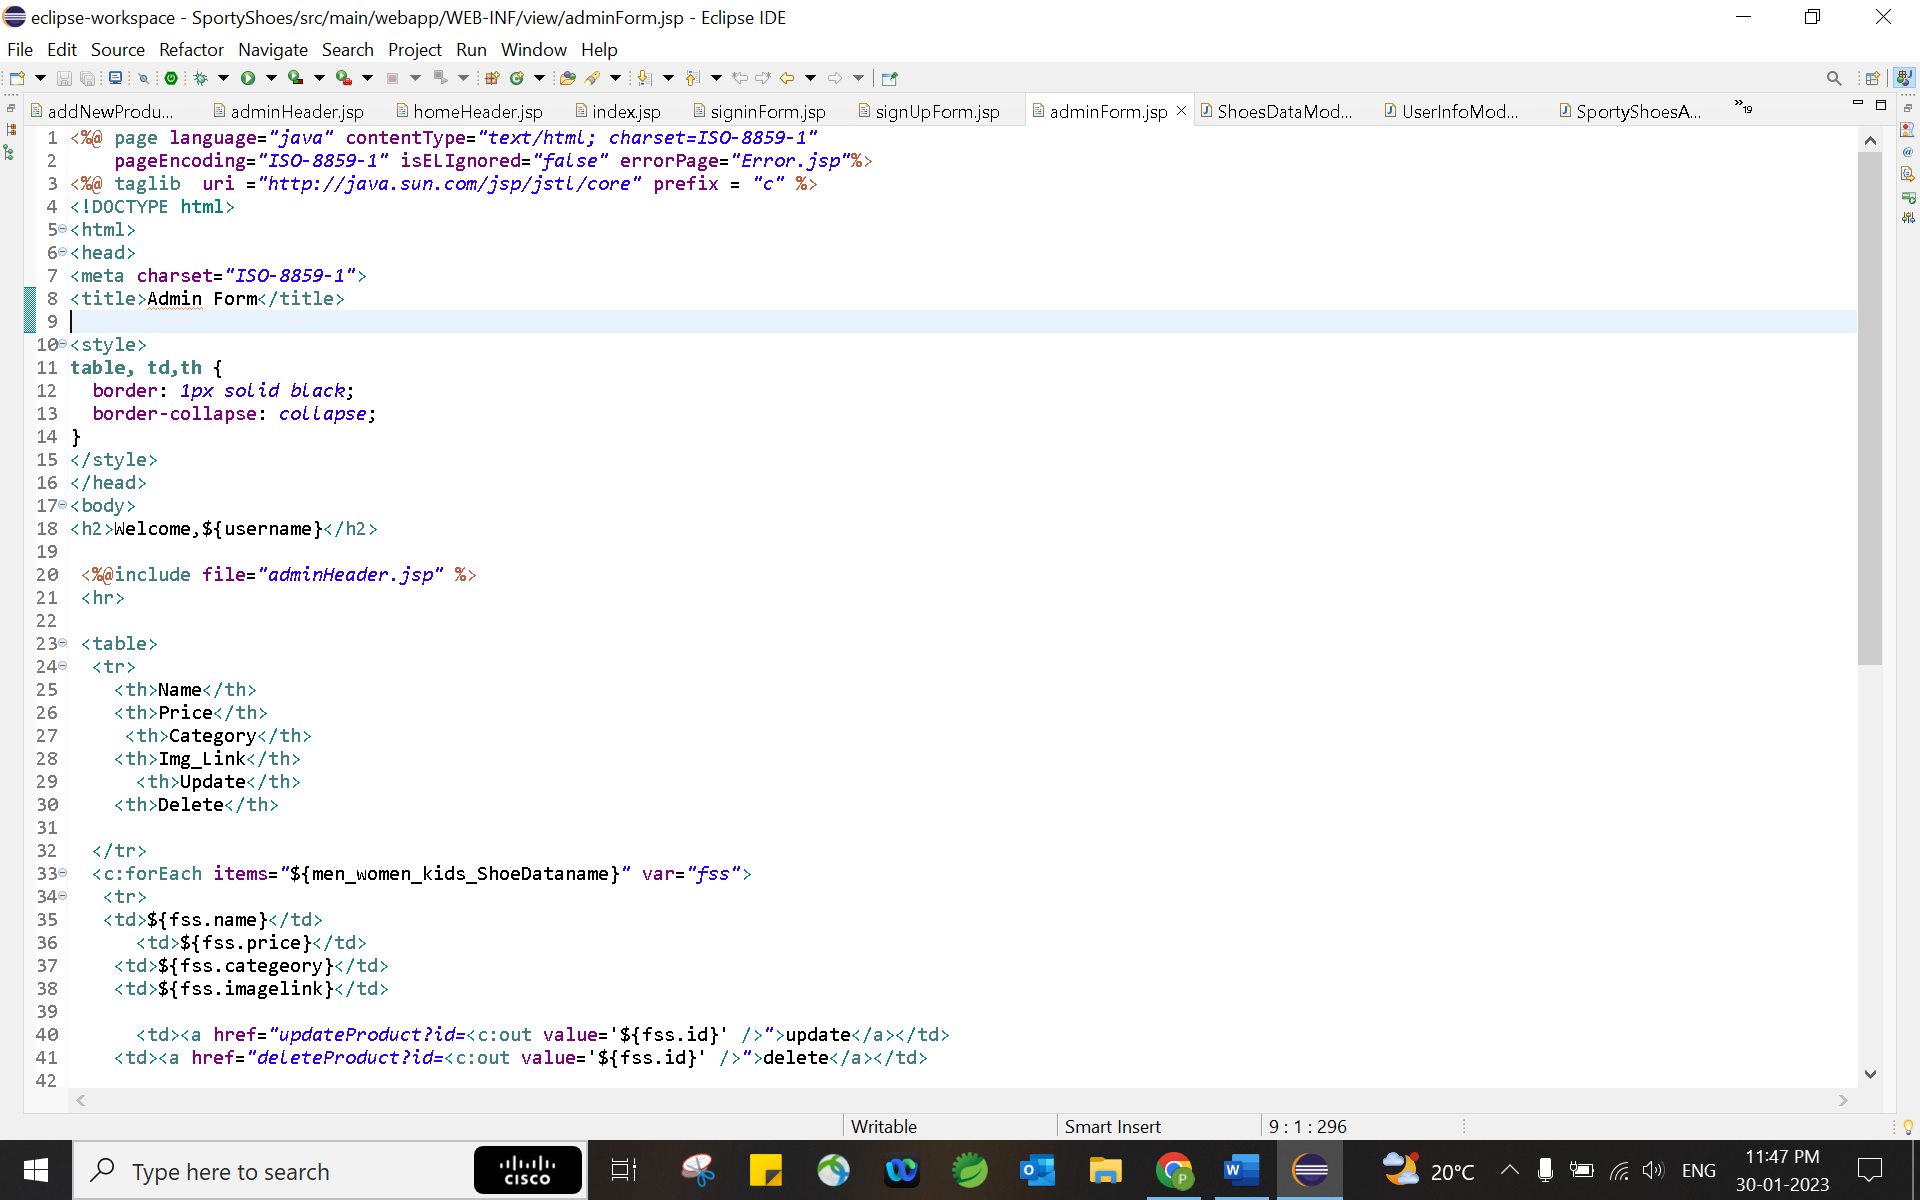 eclipse-workspace - SportyShoes/src/main/webapp/WEB-INF/view/adminForm.jsp - Eclipse IDE
File Edit Source Refactor Navigate Search Project Run Window Help
addNewProdu... adminHeader.jsp homeHeader.jsp index.jsp signinForm.jsp signUpForm.jsp adminForm.jsp ShoesDataMod... UserInfoMod... SportyShoesA... »19
1 <%@ page language="java" contentType="text/html; charset=ISO-8859-1"
2     pageEncoding="ISO-8859-1" isELIgnored="false" errorPage="Error.jsp"%>
3 <%@ taglib  uri ="http://java.sun.com/jsp/jstl/core" prefix = "c" %>
4 <!DOCTYPE html>
5 <html>
6 <head>
7 <meta charset="ISO-8859-1">
8 <title>Admin Form</title>
9
10 <style>
11 table, td,th {
12   border: 1px solid black;
13   border-collapse: collapse;
14 }
15 </style>
16 </head>
17 <body>
18 <h2>Welcome,${username}</h2>
19
20  <%@include file="adminHeader.jsp" %>
21  <hr>
22
23  <table>
24   <tr>
25     <th>Name</th>
26     <th>Price</th>
27      <th>Category</th>
28     <th>Img_Link</th>
29       <th>Update</th>
30     <th>Delete</th>
31
32   </tr>
33   <c:forEach items="${men_women_kids_ShoeDataname}" var="fss">
34    <tr>
35    <td>${fss.name}</td>
36       <td>${fss.price}</td>
37     <td>${fss.categeory}</td>
38     <td>${fss.imagelink}</td>
39
40       <td><a href="updateProduct?id=<c:out value='${fss.id}' />">update</a></td>
41     <td><a href="deleteProduct?id=<c:out value='${fss.id}' />">delete</a></td>
42
Writable Smart Insert 9 : 1 : 296
Type here to search
CISCO
20°C
ENG
11:47 PM
30-01-2023